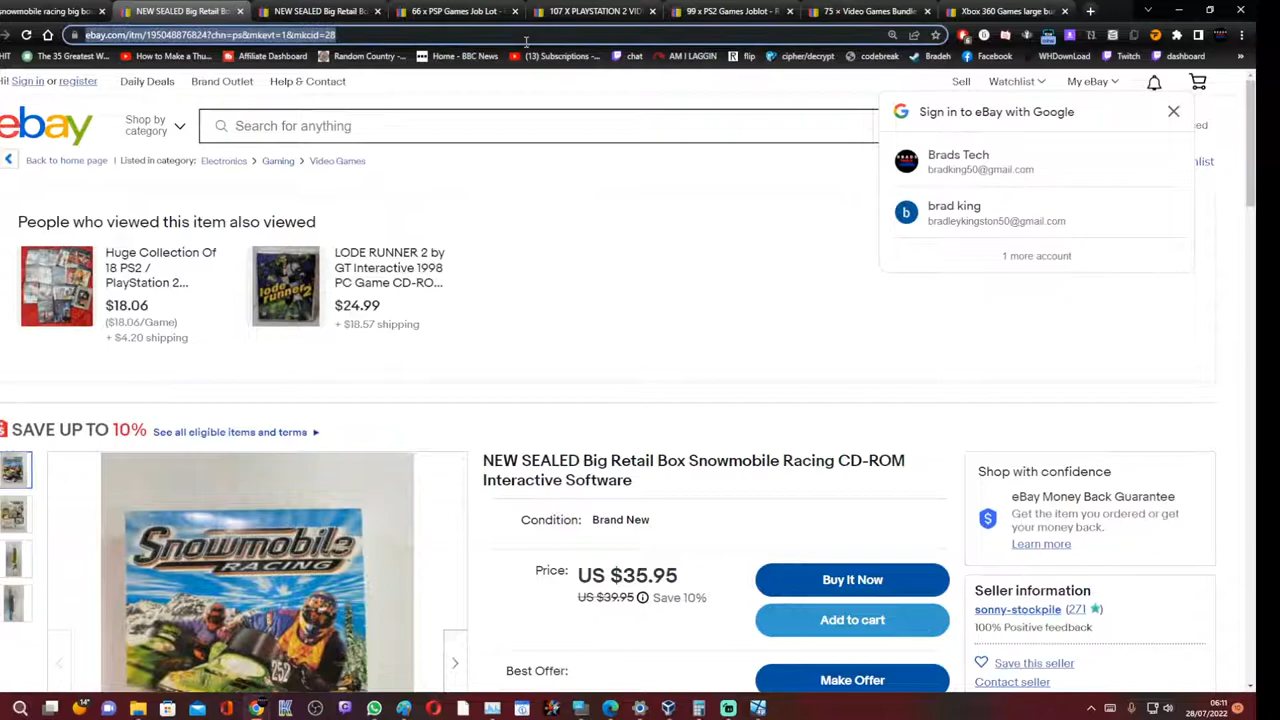 snowmobile racing big bo
NEW SEALED Big Retail Bo
NEW SEALED Big Retail Bo
66 x PSP Games Job Lot -
107 X PLAYSTATION 2 VID
99 x PS2 Games Joblot - R
75 × Video Games Bundle
Xbox 360 Games large bun
ebay.com/itm/195048876824?chn=ps&mkevt=1&mkcid=28
The 35 Greatest W...
How to Make a Thu...
Affiliate Dashboard
Random Country -...
Home - BBC News
(13) Subscriptions -...
chat
AM I LAGGIN
flip
cipher/decrypt
codebreak
Bradeh
WHDownLoad
Facebook
Twitch
daftest
Hi! Sign in or register
Daily Deals
Brand Outlet
Help & Contact
Sell
Watchlist
My eBay
ebay
Shop by
category
Search for anything
Sign in to eBay with Google
Brads Tech
bradking50@gmail.com
brad king
bradleykingston50@gmail.com
1 more account
Back to home page
Listed in category:
Electronics
Gaming
Video Games
People who viewed this item also viewed
Huge Collection Of
18 PS2 /
PlayStation 2...
$18.06
($18.06/Game)
+ $4.20 shipping
LODE RUNNER 2 by
GT Interactive 1998
PC Game CD-RO...
$24.99
+ $18.57 shipping
SAVE UP TO 10%
See all eligible items and terms
Snowmobile
RACING
NEW SEALED Big Retail Box Snowmobile Racing CD-ROM
Interactive Software
Condition: Brand New
Price: US $35.95
US $39.95 Save 10%
Buy It Now
Add to cart
Best Offer:
Make Offer
Shop with confidence
eBay Money Back Guarantee
Get the item you ordered or get
your money back.
Learn more
Seller information
sonny-stockpile (271)
100% Positive feedback
Save this seller
Contact seller
06:11
28/07/2022